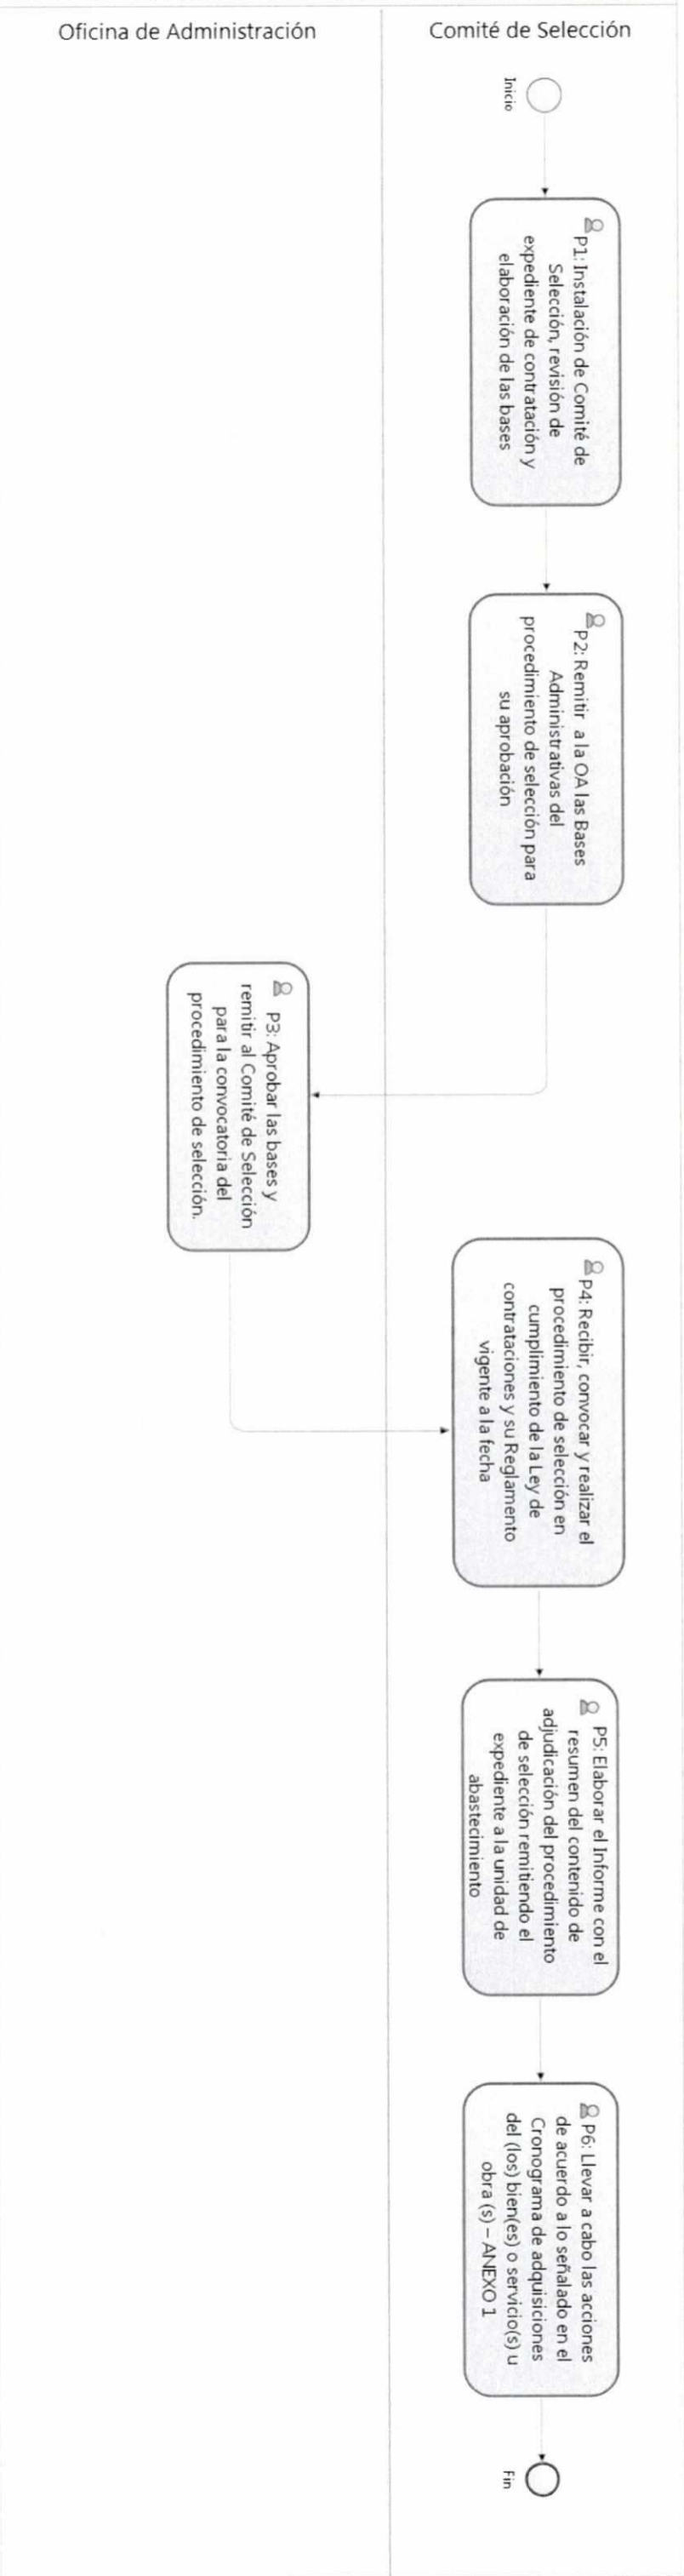 Oficina de Administración
Comité de Selección
Inicio
P1: Instalación de Comité de
Selección, revisión de
expediente de contratación y
elaboración de las bases
P2: Remitir a la OA las Bases
Administrativas del
procedimiento de selección para
su aprobación
P3: Aprobar las bases y
remitir al Comité de Selección
para la convocatoria del
procedimiento de selección.
P4: Recibir, convocar y realizar el
procedimiento de selección en
cumplimiento de la Ley de
contrataciones y su Reglamento
vigente a la fecha
P5: Elaborar el Informe con el
resumen del contenido de
adjudicación del procedimiento
de selección remitiendo el
expediente a la unidad de
abastecimiento
P6: Llevar a cabo las acciones
de acuerdo a lo señalado en el
Cronograma de adquisiciones
del (los) bien(es) o servicio(s) u
obra (s) – ANEXO 1
Fin